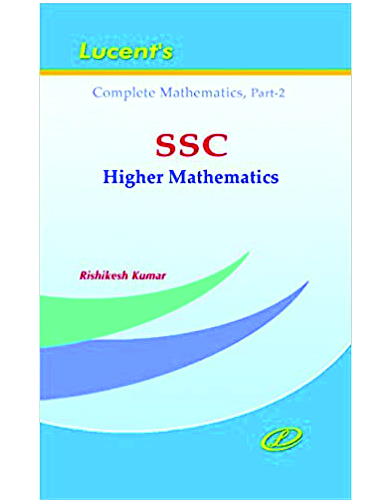 Lucent's
Complete Mathematics, Part-2
SSC
Higher Mathematics
Rishikesh Kumar